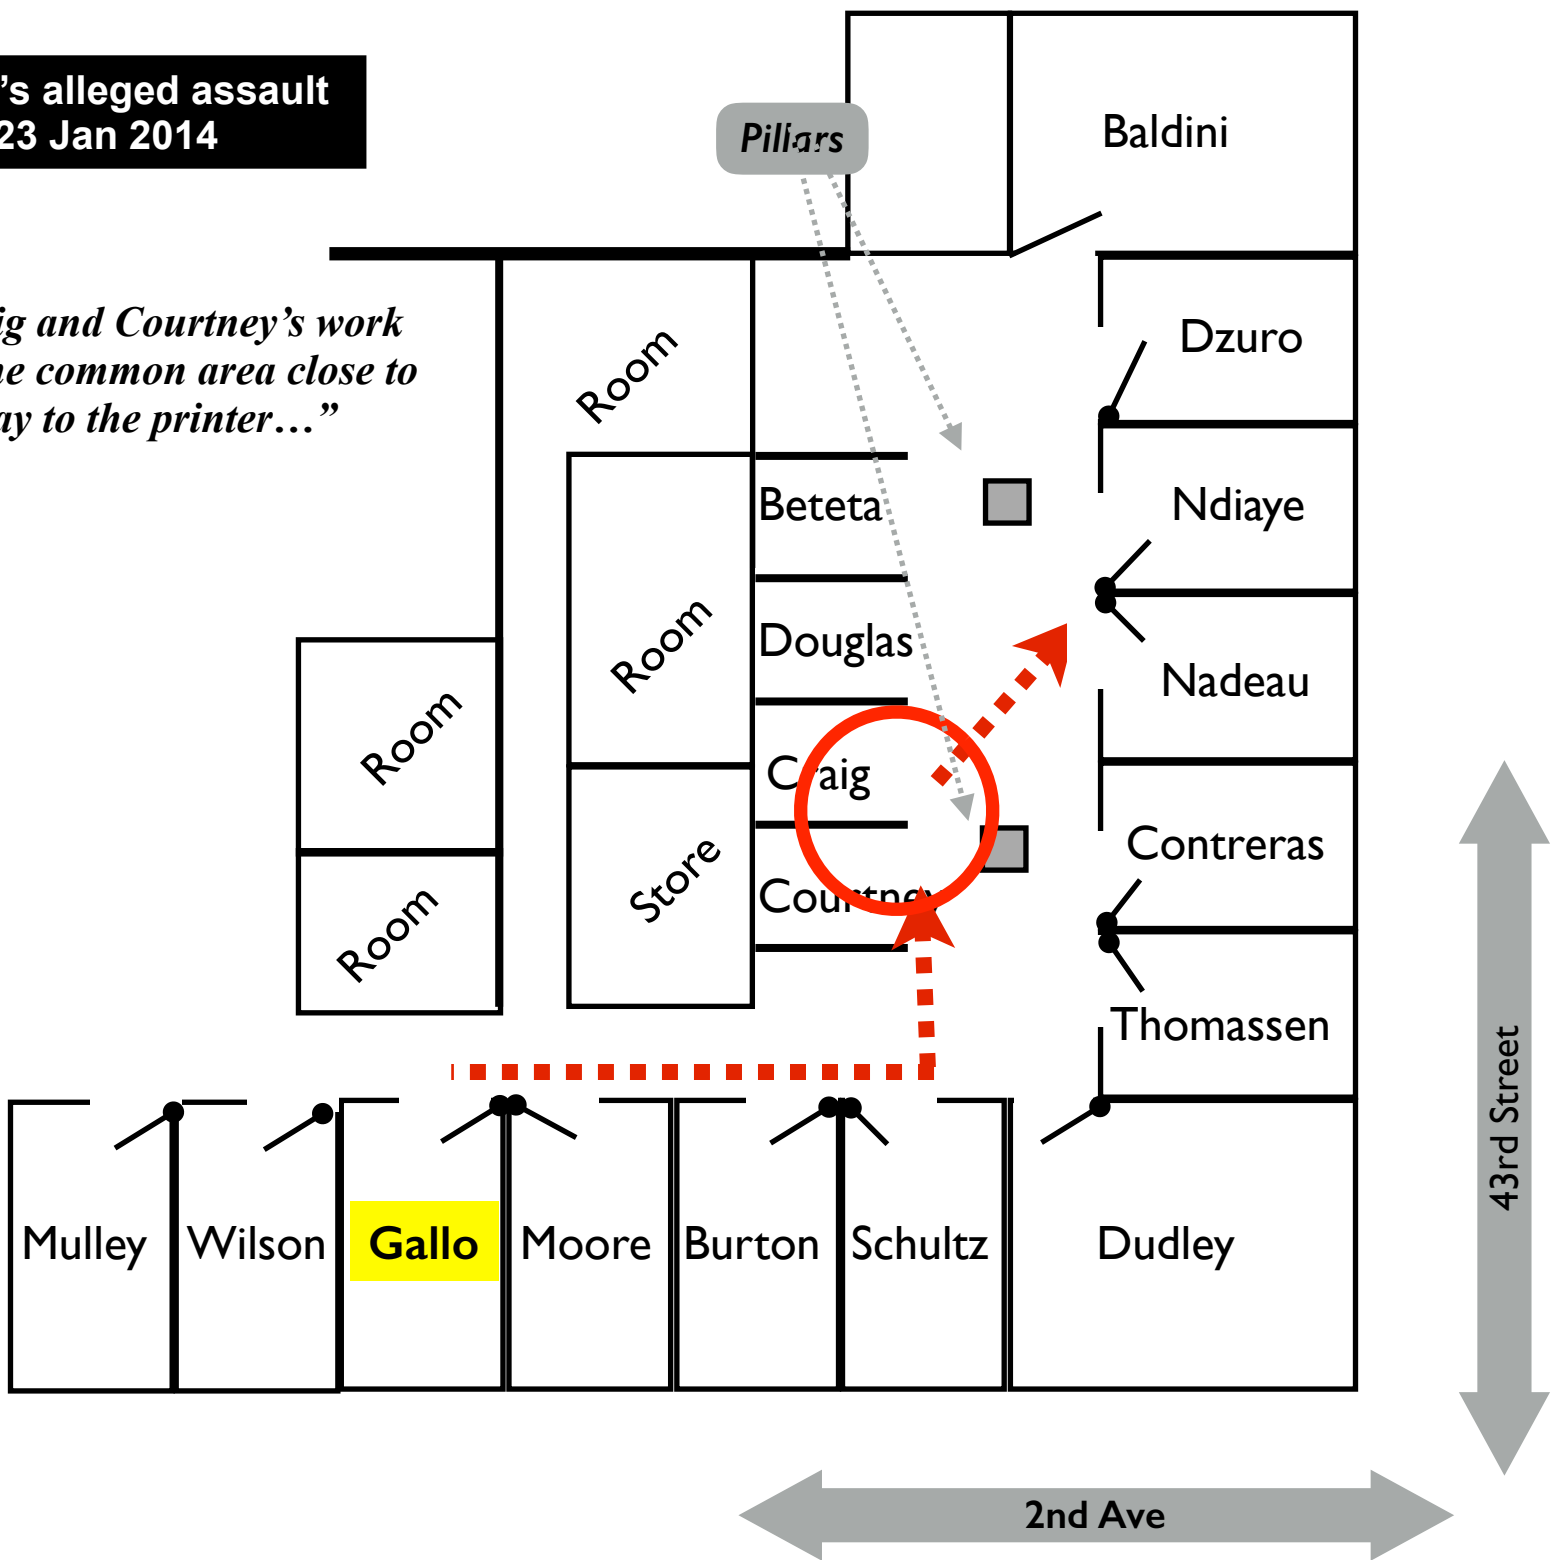 ’s alleged assault
23 Jan 2014
Pillars
Baldini
ig and Courtney’s work
he common area close to
ay to the printer…”
Room
Dzuro
Beteta
Ndiaye
Room
Douglas
Nadeau
Room
Craig
Store
Contreras
Courtney
Room
Thomassen
43rd Street
Mulley
Wilson
Gallo
Moore
Burton
Schultz
Dudley
2nd Ave